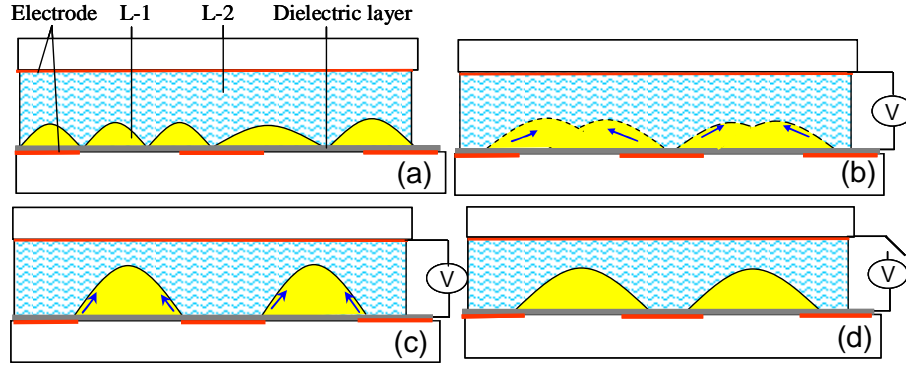 Electrode L-1 L-2 Dielectric layer
(a)
V
(b)
V
(c)
V
(d)